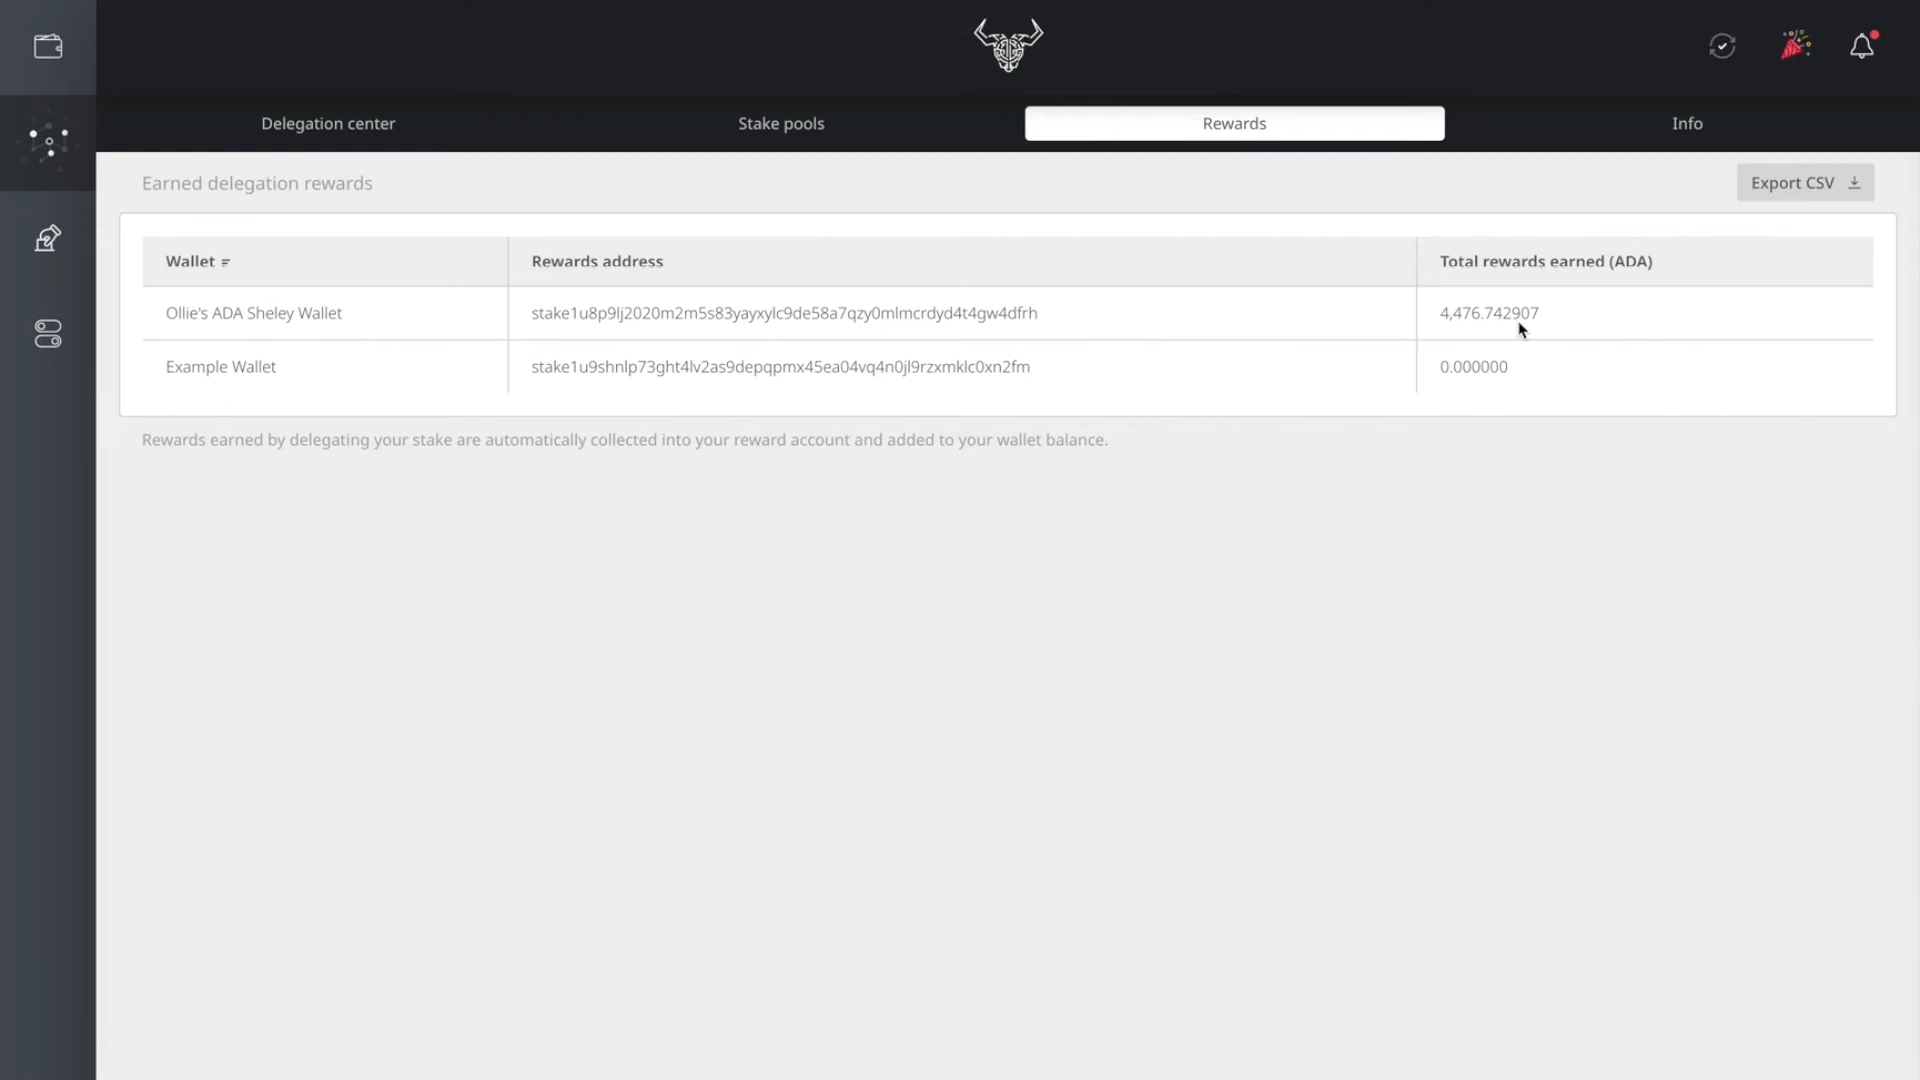 Delegation center
Stake pools
Rewards
Info
Earned delegation rewards
Export CSV
Wallet
Rewards address
Total rewards earned (ADA)
Ollie's ADA Sheley Wallet
stake1u8p9lj2020m2m5s83yayxylc9de58a7qzy0mlmcrdyd4t4gw4dfrh
4,476.742907
Example Wallet
stake1u9shnlp73ght4lv2as9depqpmx45ea04vq4n0jl9rzxmklc0xn2fm
0.000000
Rewards earned by delegating your stake are automatically collected into your reward account and added to your wallet balance.